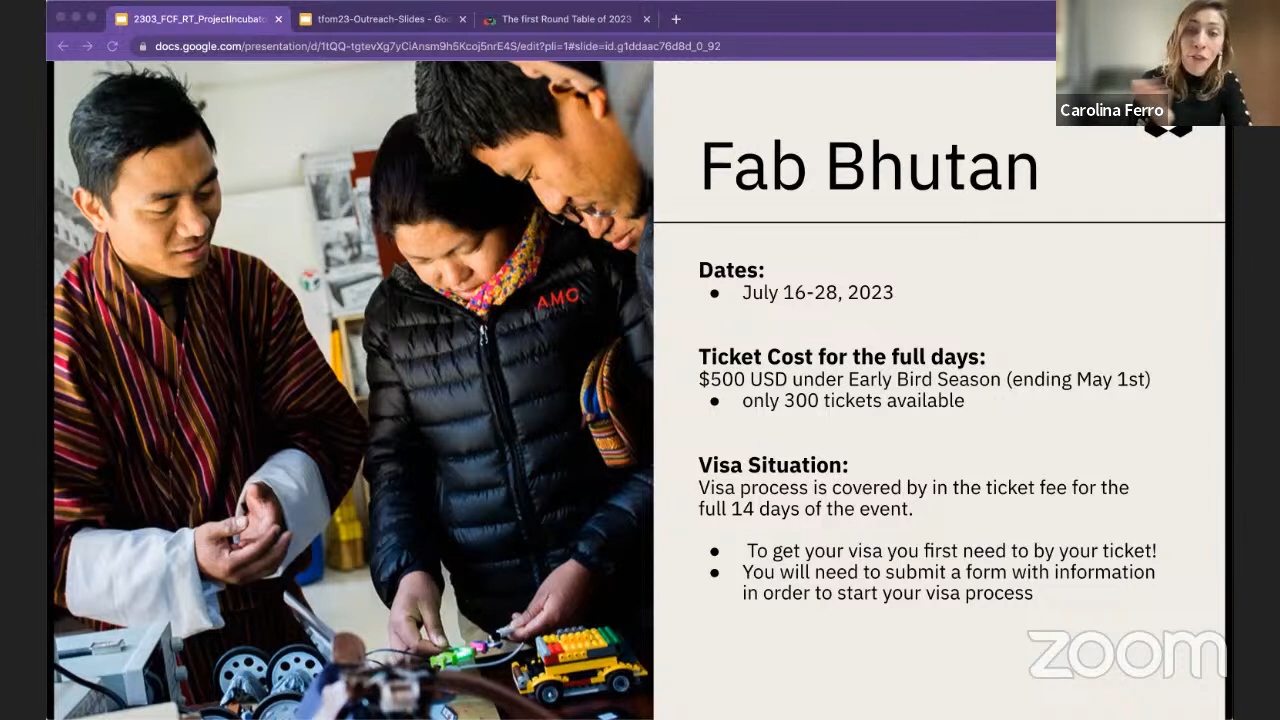 2303_FCF_RT_ProjectIncubato
tfom23-Outreach-Slides - Goo
The first Round Table of 2023
docs.google.com/presentation/d/1tQQ-tgtevXg7yCiAnsm9h5Kcoj5nrE4S/edit?pli=1#slide=id.g1ddaac76d8d_0_92
Carolina Ferro
Fab Bhutan
Dates:
● July 16-28, 2023
Ticket Cost for the full days:
$500 USD under Early Bird Season (ending May 1st)
● only 300 tickets available
Visa Situation:
Visa process is covered by in the ticket fee for the
full 14 days of the event.
● To get your visa you first need to by your ticket!
● You will need to submit a form with information
in order to start your visa process
AMO
zoom